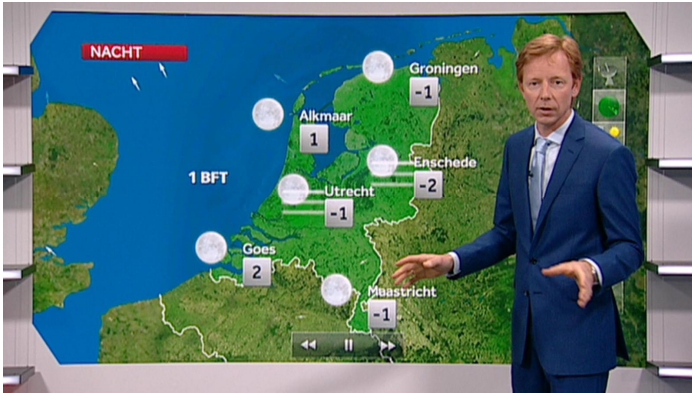 NACHT
Groningen
-1
Alkmaar
1
Enschede
-2
1 BFT
Utrecht
-1
Goes
2
Maastricht
-1